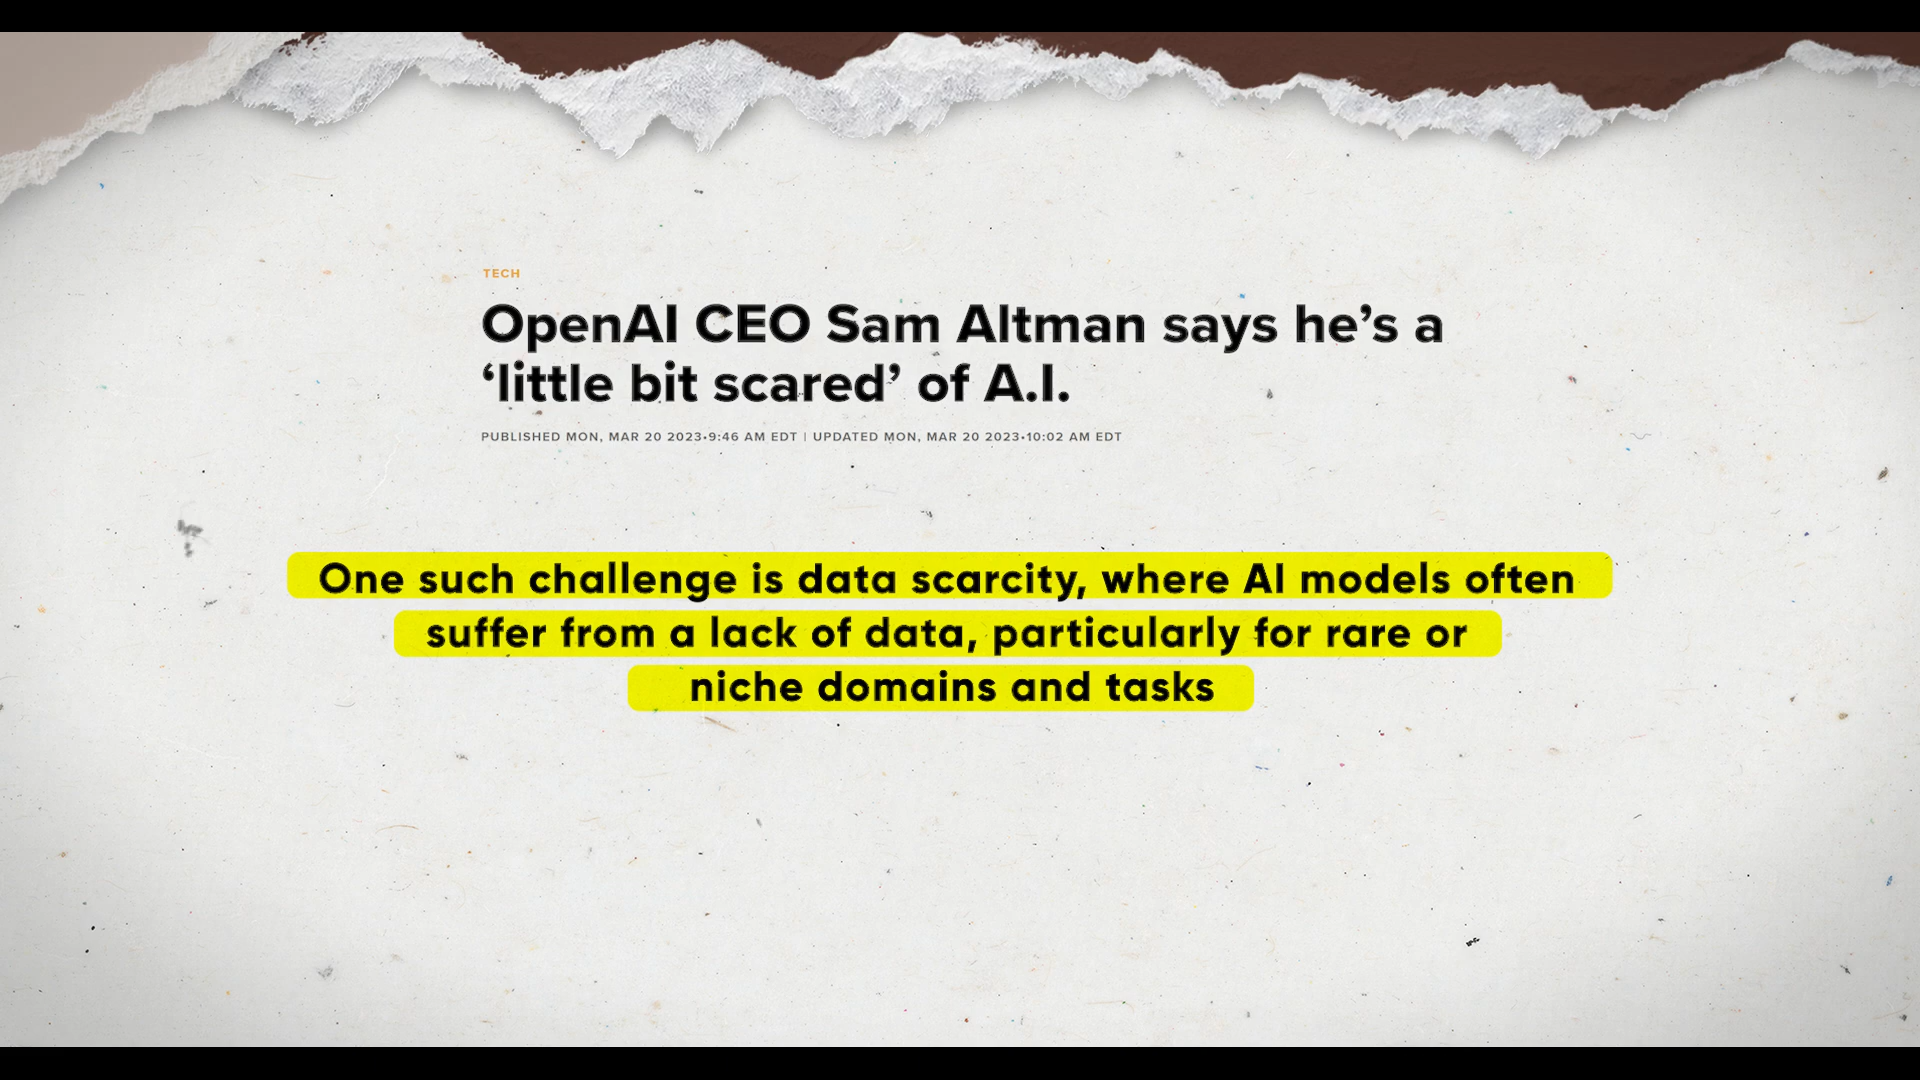 TECH
OpenAI CEO Sam Altman says he’s a
‘little bit scared’ of A.I.
PUBLISHED MON, MAR 20 2023•9:46 AM EDT | UPDATED MON, MAR 20 2023•10:02 AM EDT
One such challenge is data scarcity, where AI models often
suffer from a lack of data, particularly for rare or
niche domains and tasks